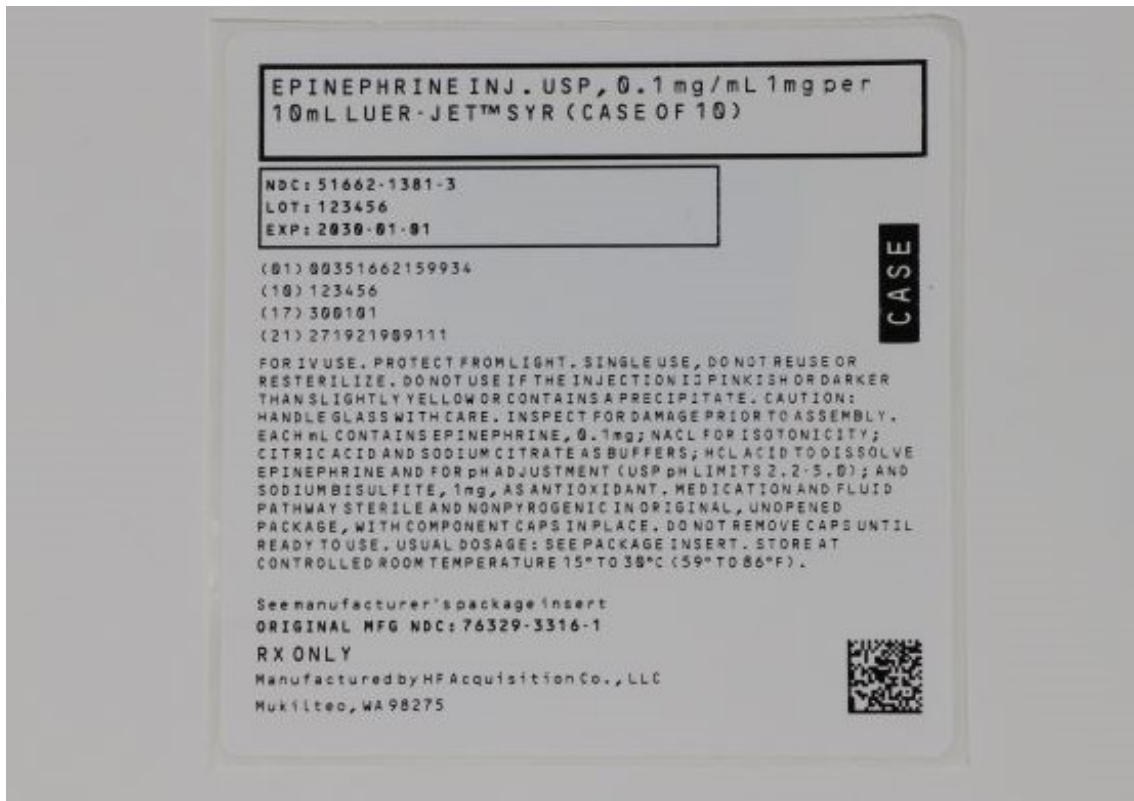 EPINEPHRINE INJ. USP, 0.1 mg/mL 1mg per
10mL LUER-JET™ SYR (CASE OF 10)
NDC: 51662-1381-3
LOT: 123456
EXP: 2030-01-01
CASE
(01) 00351662159934
(10) 123456
(17) 300101
(21) 271921909111
FOR IV USE. PROTECT FROM LIGHT. SINGLE USE, DO NOT REUSE OR
RESTERILIZE. DO NOT USE IF THE INJECTION IS PINKISH OR DARKER
THAN SLIGHTLY YELLOW OR CONTAINS A PRECIPITATE. CAUTION:
HANDLE GLASS WITH CARE. INSPECT FOR DAMAGE PRIOR TO ASSEMBLY.
EACH mL CONTAINS EPINEPHRINE, 0.1mg; NACL FOR ISOTONICITY;
CITRIC ACID AND SODIUM CITRATE AS BUFFERS; HCL ACID TO DISSOLVE
EPINEPHRINE AND FOR pH ADJUSTMENT (USP pH LIMITS 2.2-5.0); AND
SODIUM BISULFITE, 1mg, AS ANTIOXIDANT. MEDICATION AND FLUID
PATHWAY STERILE AND NONPYROGENIC IN ORIGINAL, UNOPENED
PACKAGE, WITH COMPONENT CAPS IN PLACE. DO NOT REMOVE CAPS UNTIL
READY TO USE. USUAL DOSAGE: SEE PACKAGE INSERT. STORE AT
CONTROLLED ROOM TEMPERATURE 15° TO 30°C (59° TO 86°F).
See manufacturer's package insert
ORIGINAL MFG NDC: 76329-3316-1
RX ONLY
Manufactured by HF Acquisition Co., LLC
Mukilteo, WA 98275